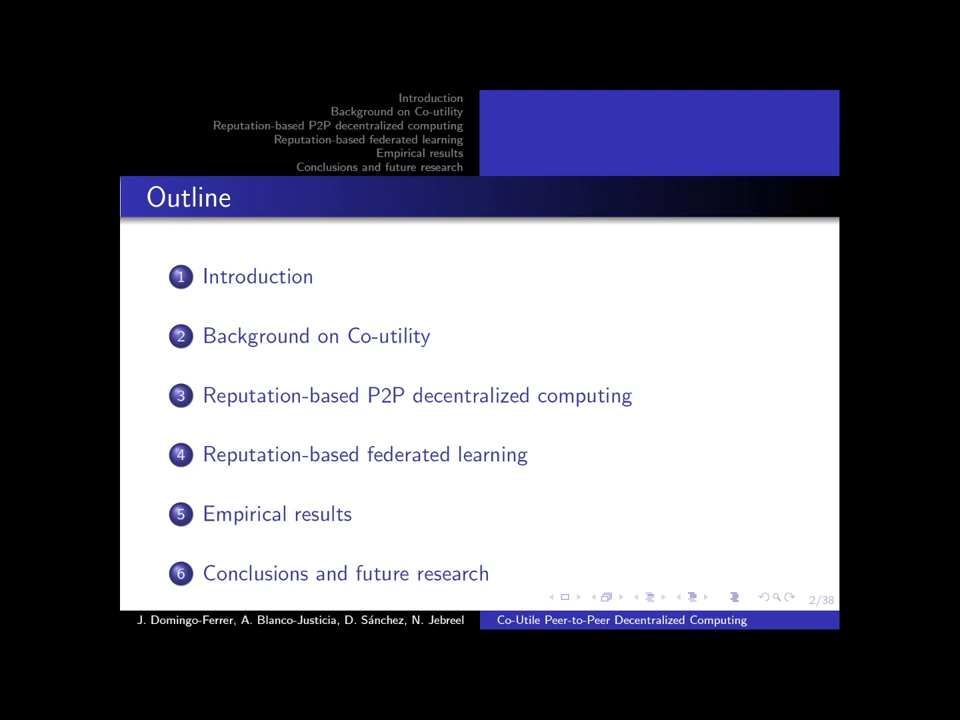 Introduction
Background on Co-utility
Reputation-based P2P decentralized computing
Reputation-based federated learning
Empirical results
Conclusions and future research
Outline
1 Introduction
2 Background on Co-utility
3 Reputation-based P2P decentralized computing
4 Reputation-based federated learning
5 Empirical results
6 Conclusions and future research
2/38
J. Domingo-Ferrer, A. Blanco-Justicia, D. Sánchez, N. Jebreel
Co-Utile Peer-to-Peer Decentralized Computing